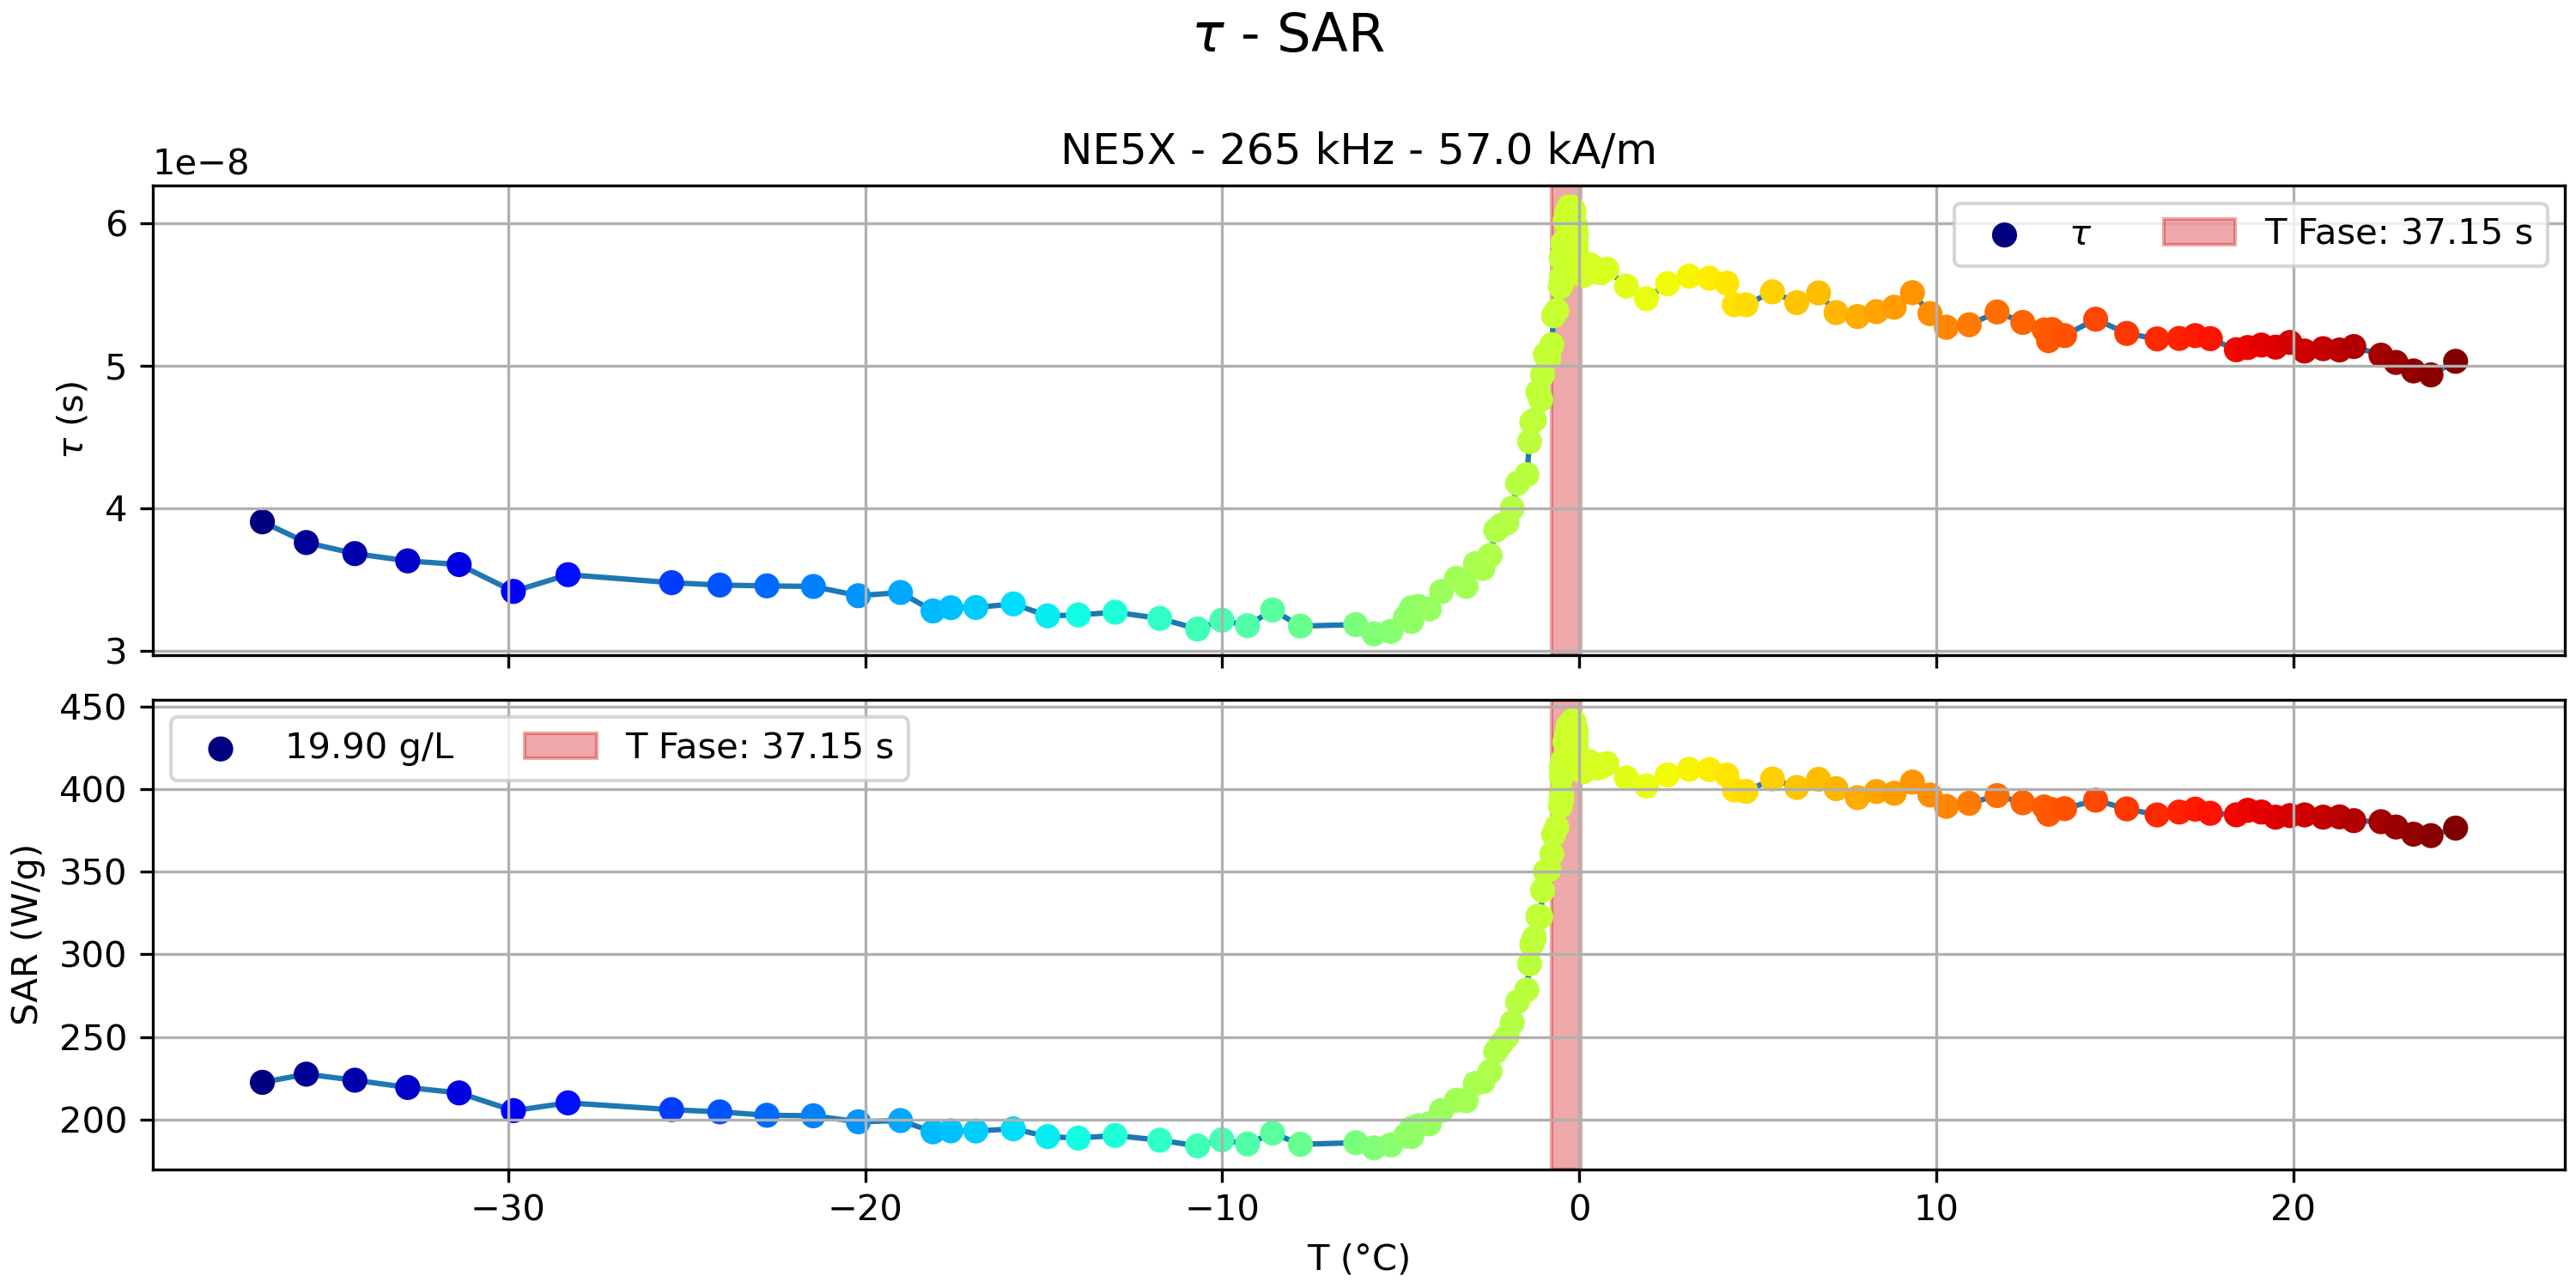 τ - SAR
NE5X - 265 kHz - 57.0 kA/m
1e−8
6
5
4
3
τ (s)
τ
T Fase: 37.15 s
450
400
350
300
250
200
SAR (W/g)
19.90 g/L
T Fase: 37.15 s
−30 −20 −10 0 10 20
T (°C)